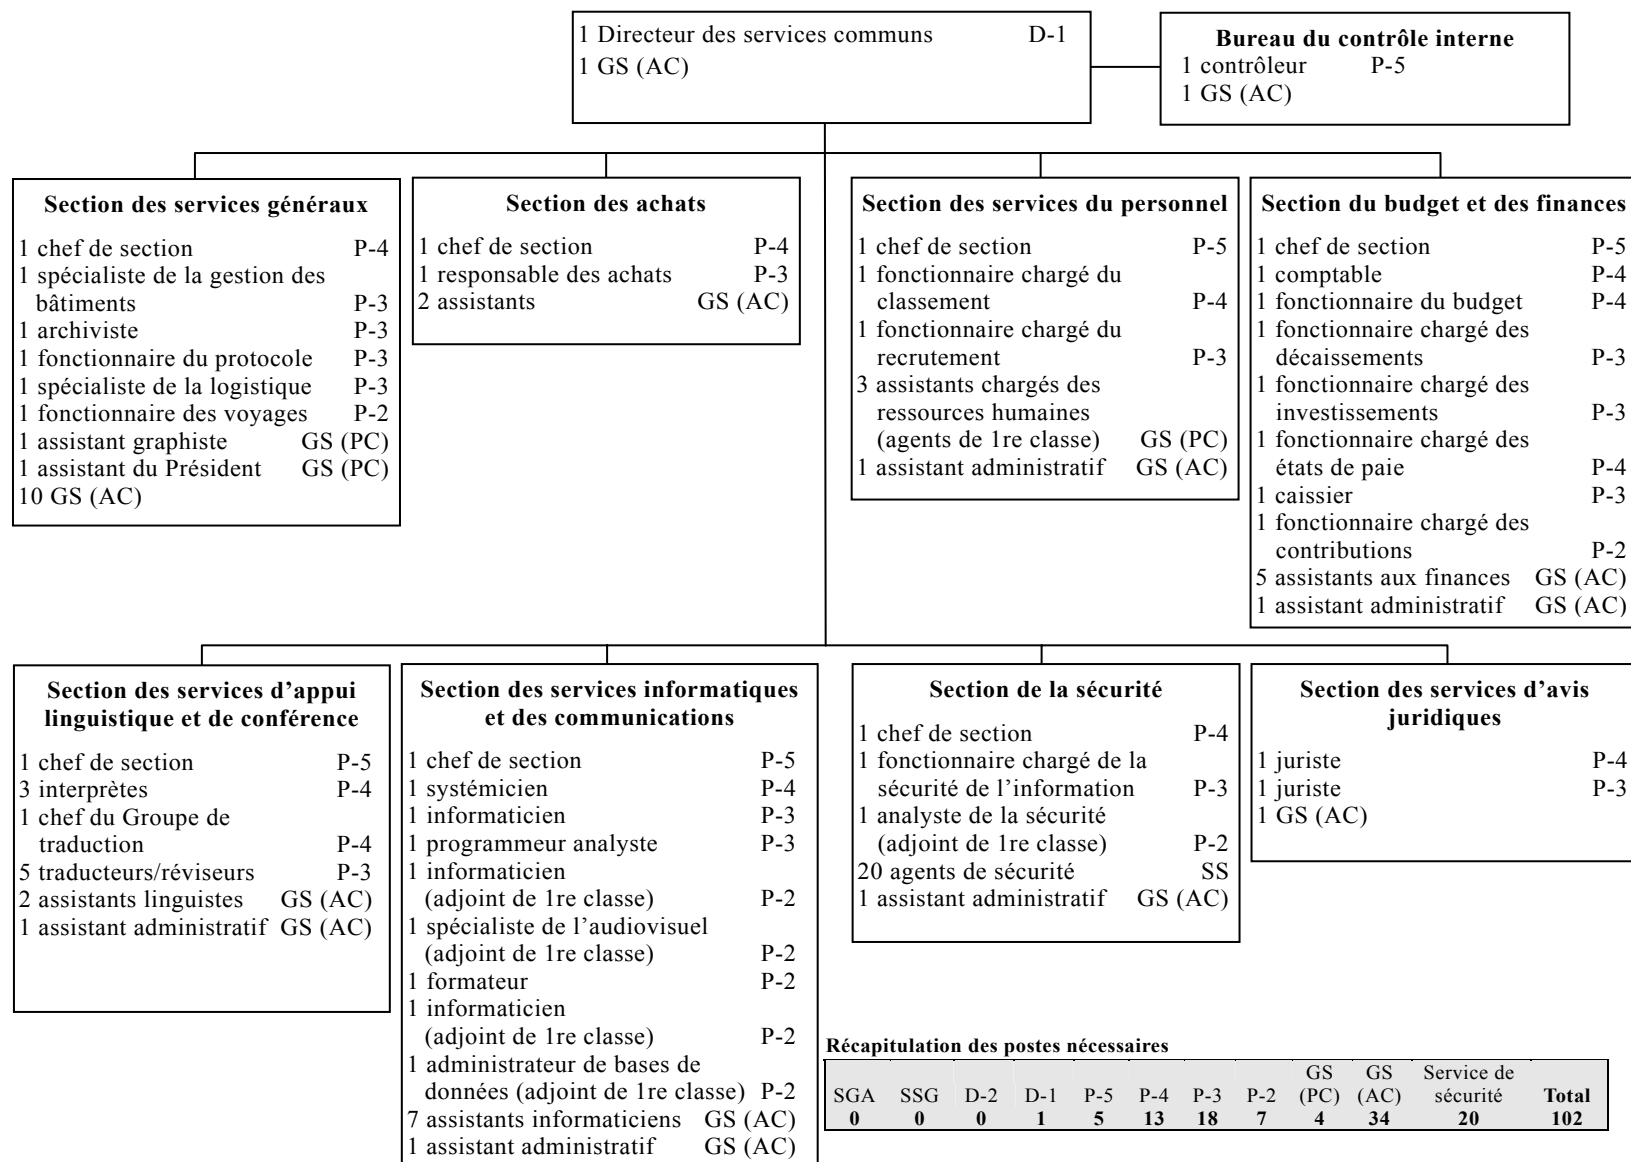 1 Directeur des services communs D-1
1 GS (AC)
Bureau du contrôle interne
1 contrôleur P-5
1 GS (AC)
Section des services généraux
1 chef de section P-4
1 spécialiste de la gestion des
bâtiments P-3
1 archiviste P-3
1 fonctionnaire du protocole P-3
1 spécialiste de la logistique P-3
1 fonctionnaire des voyages P-2
1 assistant graphiste GS (PC)
1 assistant du Président GS (PC)
10 GS (AC)
Section des achats
1 chef de section P-4
1 responsable des achats P-3
2 assistants GS (AC)
Section des services du personnel
1 chef de section P-5
1 fonctionnaire chargé du
classement P-4
1 fonctionnaire chargé du
recrutement P-3
3 assistants chargés des
ressources humaines
(agents de 1re classe) GS (PC)
1 assistant administratif GS (AC)
Section du budget et des finances
1 chef de section P-5
1 comptable P-4
1 fonctionnaire du budget P-4
1 fonctionnaire chargé des
décaissements P-3
1 fonctionnaire chargé des
investissements P-3
1 fonctionnaire chargé des
états de paie P-4
1 caissier P-3
1 fonctionnaire chargé des
contributions P-2
5 assistants aux finances GS (AC)
1 assistant administratif GS (AC)
Section des services d’appui
linguistique et de conférence
1 chef de section P-5
3 interprètes P-4
1 chef du Groupe de
traduction P-4
5 traducteurs/réviseurs P-3
2 assistants linguistes GS (AC)
1 assistant administratif GS (AC)
Section des services informatiques
et des communications
1 chef de section P-5
1 systémicien P-4
1 informaticien P-3
1 programmeur analyste P-3
1 informaticien
(adjoint de 1re classe) P-2
1 spécialiste de l’audiovisuel
(adjoint de 1re classe) P-2
1 formateur P-2
1 informaticien
(adjoint de 1re classe) P-2
1 administrateur de bases de
données (adjoint de 1re classe) P-2
7 assistants informaticiens GS (AC)
1 assistant administratif GS (AC)
Section de la sécurité
1 chef de section P-4
1 fonctionnaire chargé de la
sécurité de l’information P-3
1 analyste de la sécurité
(adjoint de 1re classe) P-2
20 agents de sécurité SS
1 assistant administratif GS (AC)
Section des services d’avis
juridiques
1 juriste P-4
1 juriste P-3
1 GS (AC)
Récapitulation des postes nécessaires
GS GS Service de
SGA SSG D-2 D-1 P-5 P-4 P-3 P-2 (PC) (AC) sécurité Total
0 0 0 1 5 13 18 7 4 34 20 102